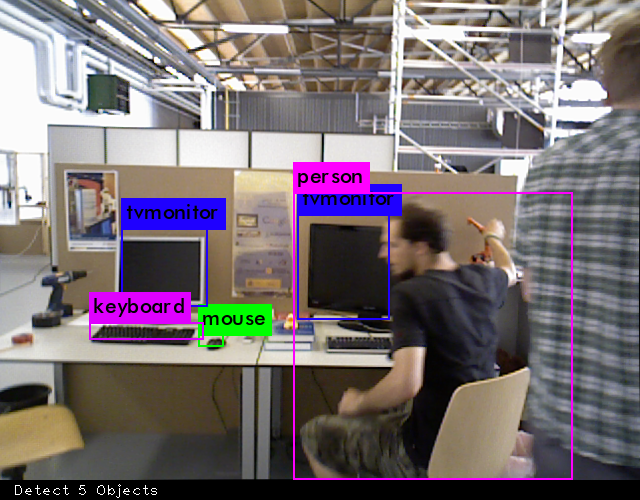 person
tvmonitor
tvmonitor
keyboard
mouse
Detect 5 Objects